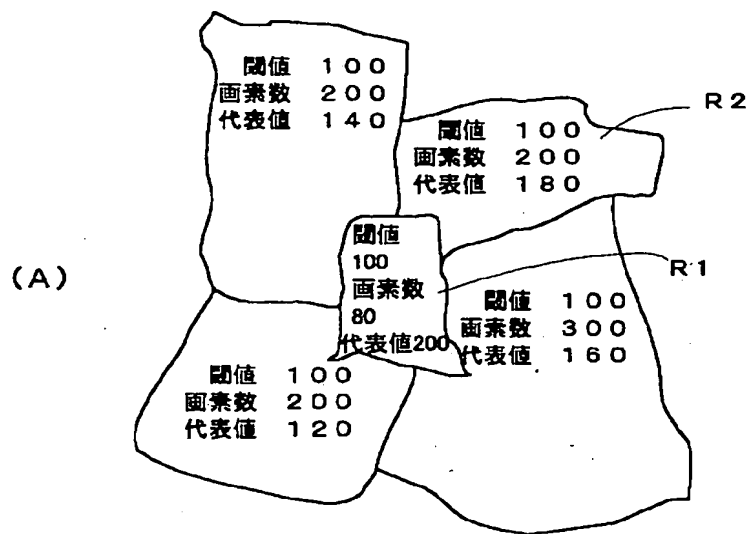 閾値 100
画素数 200
代表値 140
閾値 100
画素数 200
代表値 180
R2
(A)
閾値
100
画素数
80
代表値200
R1
閾値 100
画素数 300
代表値 160
閾値 100
画素数 200
代表値 120